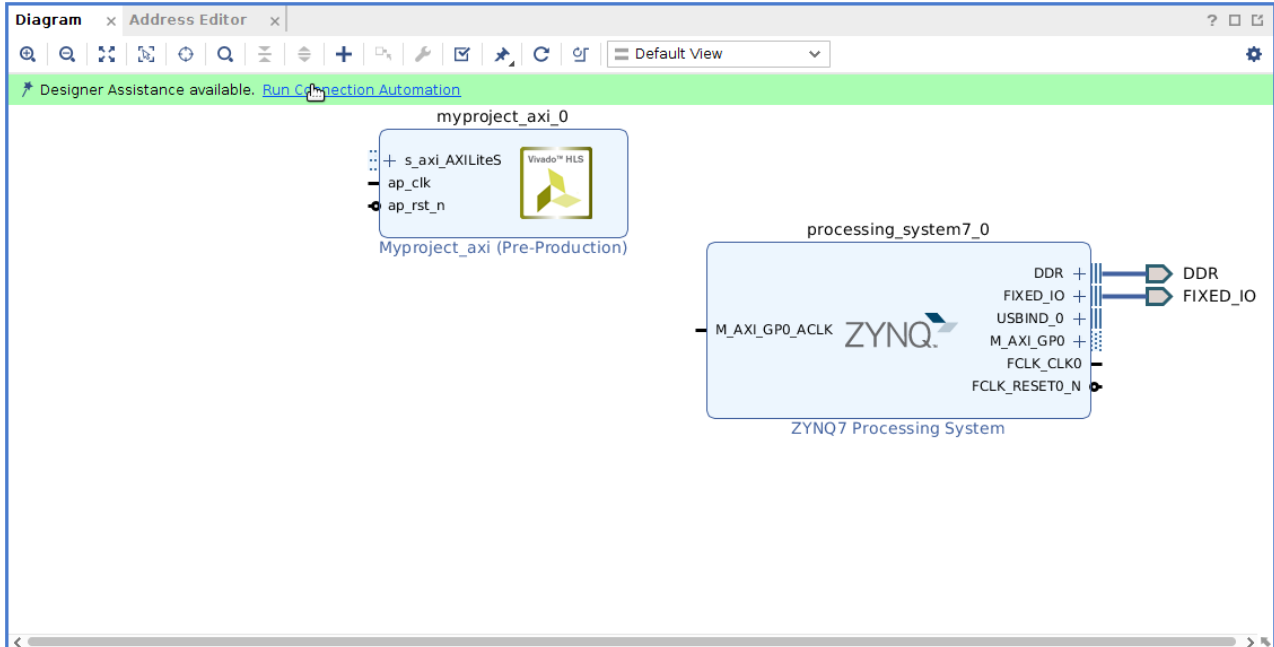 Diagram x Address Editor x
? 
Default View
Designer Assistance available. Run Connection Automation
myproject_axi_0
s_axi_AXILiteS
ap_clk
ap_rst_n
Vivado™ HLS
Myproject_axi (Pre-Production)
processing_system7_0
M_AXI_GP0_ACLK
ZYNQ
DDR
FIXED_IO
USBIND_0
M_AXI_GP0
FCLK_CLK0
FCLK_RESET0_N
DDR
FIXED_IO
ZYNQ7 Processing System